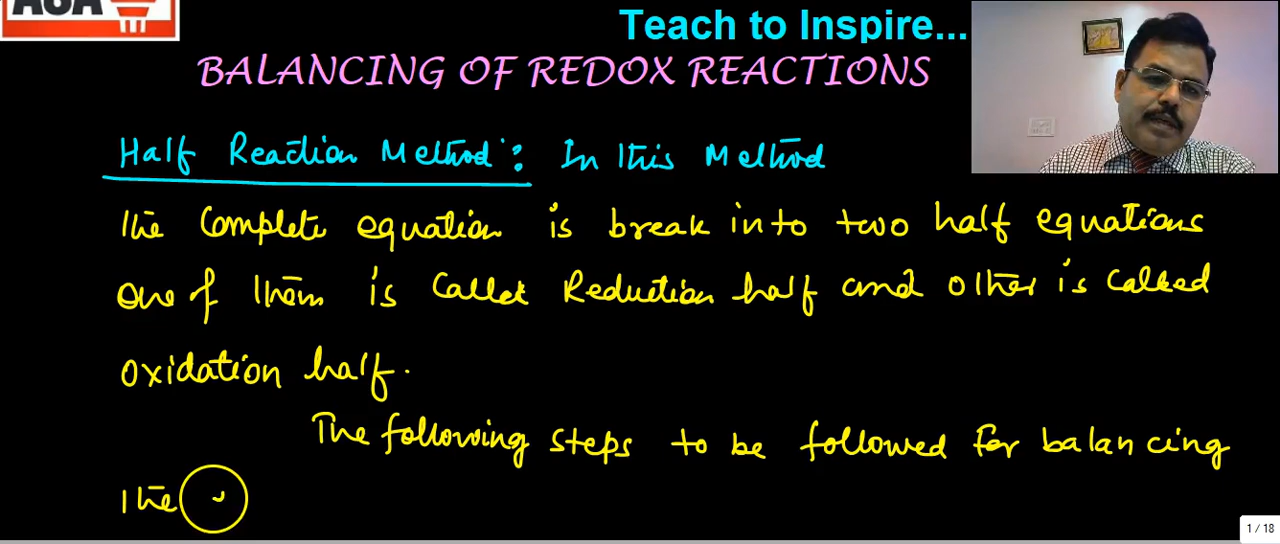 AUA
Teach to Inspire...
BALANCING OF REDOX REACTIONS
Half Reaction Method: In this Method
the Complete equation is break into two half equations
One of them is Called Reduction half and other is Called
oxidation half.
The following steps to be followed for balancing
the
1 / 18